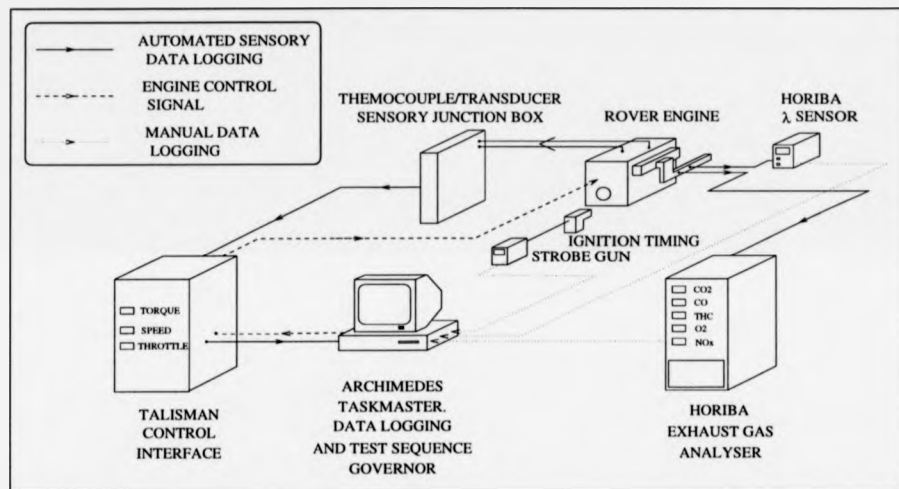 AUTOMATED SENSORY
DATA LOGGING
ENGINE CONTROL
SIGNAL
MANUAL DATA
LOGGING
THEMOCOUPLE/TRANSDUCER
SENSORY JUNCTION BOX
ROVER ENGINE
HORIBA
λ SENSOR
IGNITION TIMING
STROBE GUN
TORQUE
SPEED
THROTTLE
CO2
CO
THC
O2
NOx
TALISMAN
CONTROL
INTERFACE
ARCHIMEDES
TASKMASTER.
DATA LOGGING
AND TEST SEQUENCE
GOVERNOR
HORIBA
EXHAUST GAS
ANALYSER